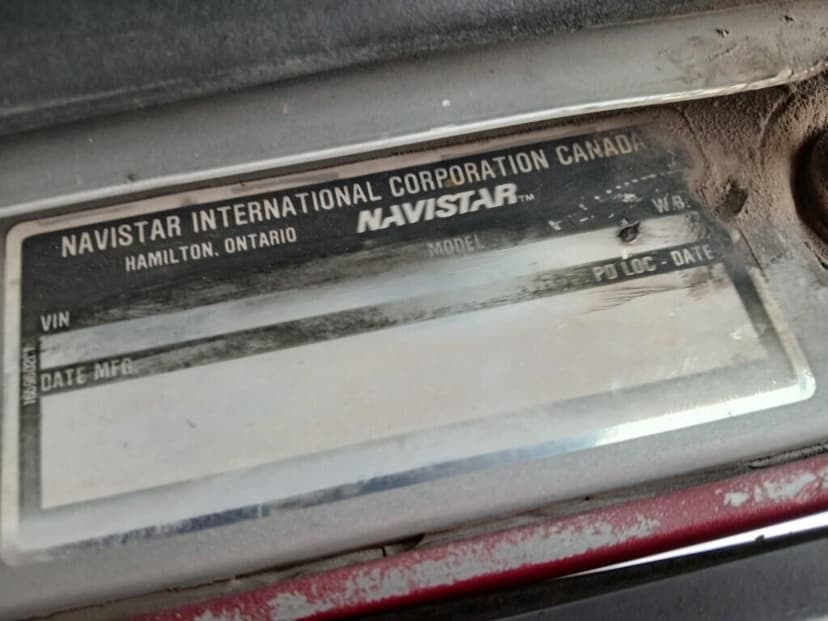 NAVISTAR INTERNATIONAL CORPORATION CANADA
HAMILTON, ONTARIO NAVISTAR™
VIN MODEL W.B.
DATE MFG. PD LOC - DATE